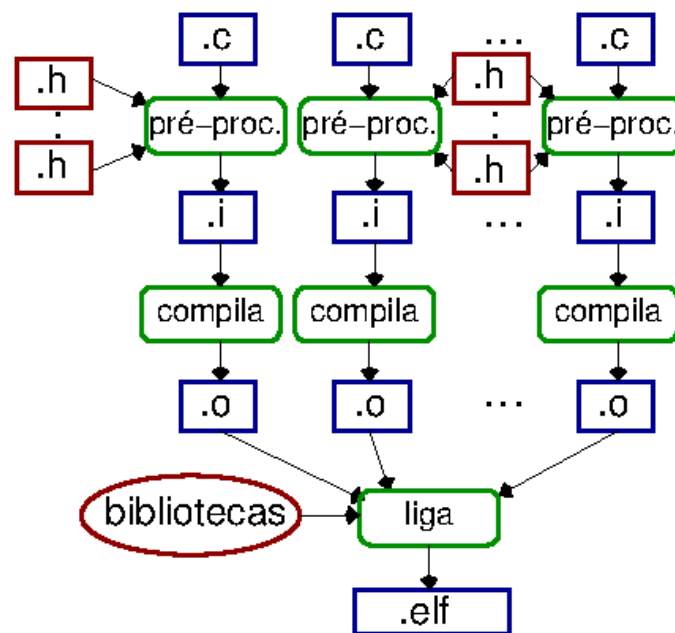 .c .c ... .c
.h .h
pré-proc. pré-proc. pré-proc.
.h .h
.i .i ... .i
compila compila compila
.o .o ... .o
bibliotecas liga
.elf